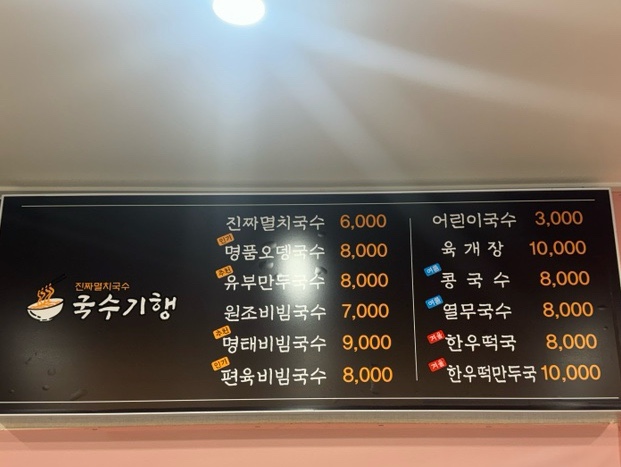 진짜멸치국수
국수기행
진짜멸치국수 6,000
인기
명품오뎅국수 8,000
추천
유부만두국수 8,000
원조비빔국수 7,000
추천
명태비빔국수 9,000
인기
편육비빔국수 8,000
어린이국수 3,000
육개장 10,000
여름
콩국수 8,000
여름
열무국수 8,000
겨울
한우떡국 8,000
겨울
한우떡만두국 10,000